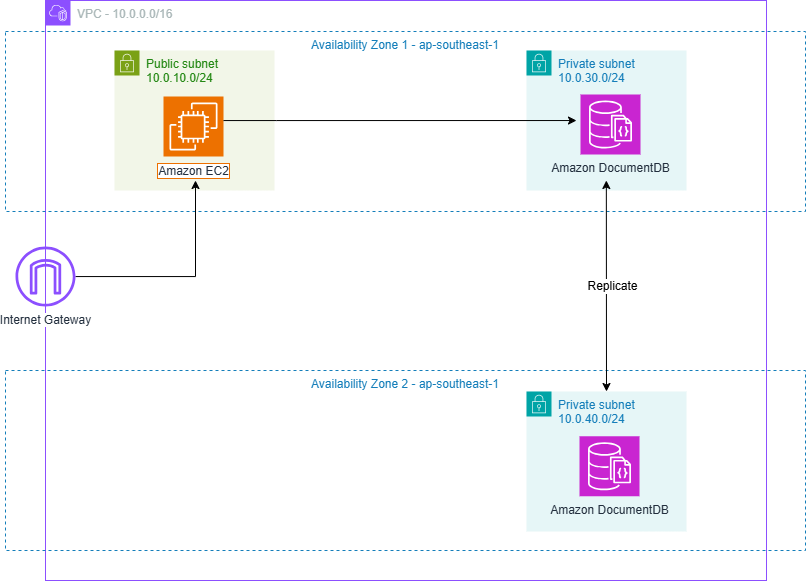 VPC - 10.0.0.0/16
Availability Zone 1 - ap-southeast-1
Public subnet
10.0.10.0/24
Amazon EC2
Private subnet
10.0.30.0/24
Amazon DocumentDB
Internet Gateway
Replicate
Availability Zone 2 - ap-southeast-1
Private subnet
10.0.40.0/24
Amazon DocumentDB